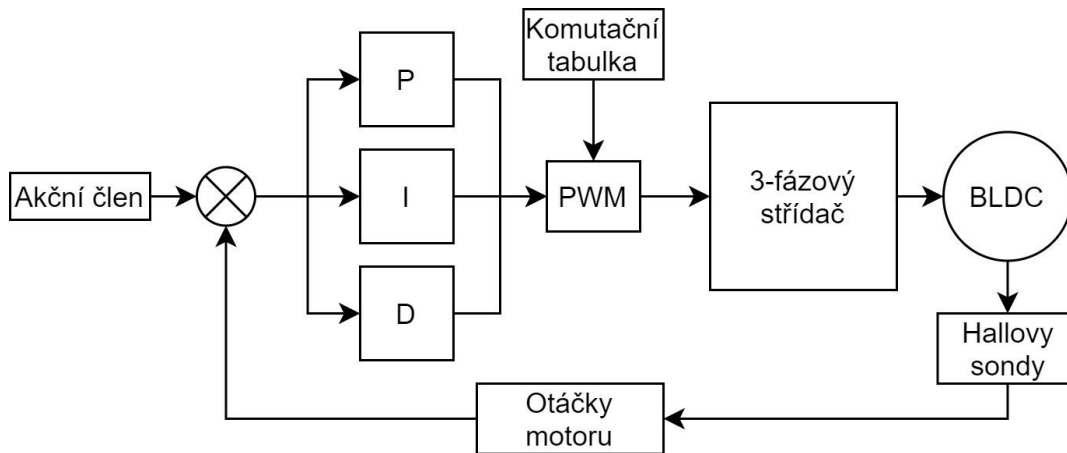 Komutační
tabulka
P
Akční člen
I
PWM
3-fázový
střídač
BLDC
D
Hallovy
sondy
Otáčky
motoru